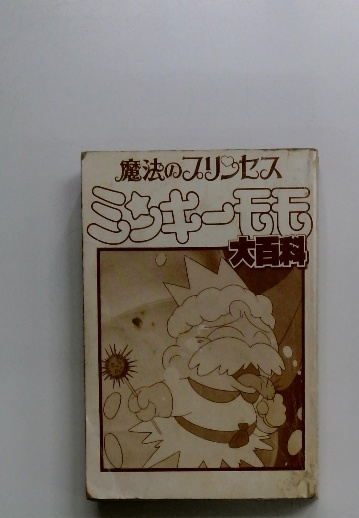 魔法のプリンセス
ミンキーモモ
大百科